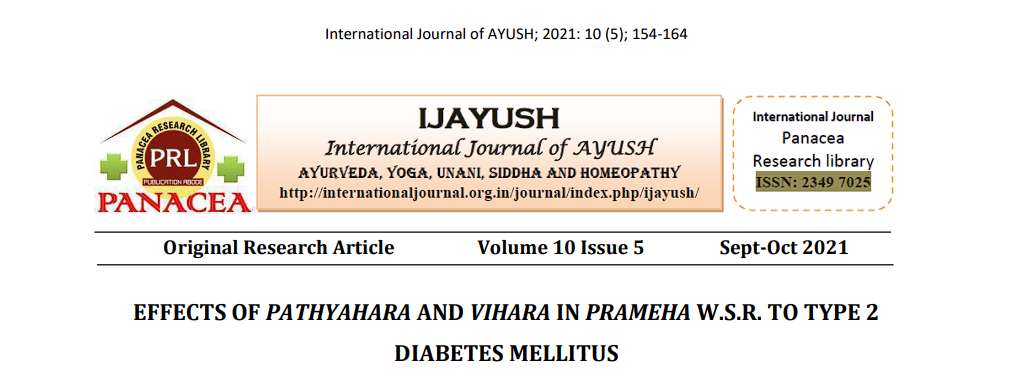 International Journal of AYUSH; 2021: 10 (5); 154-164
PANACEA RESEARCH LIBRARY
PRL
PUBLICATION ABODE
PANACEA
IJAYUSH
International Journal of AYUSH
AYURVEDA, YOGA, UNANI, SIDDHA AND HOMEOPATHY
http://internationaljournal.org.in/journal/index.php/ijayush/
International Journal
Panacea
Research library
ISSN: 2349 7025
Original Research Article Volume 10 Issue 5 Sept-Oct 2021
EFFECTS OF PATHYAHARA AND VIHARA IN PRAMEHA W.S.R. TO TYPE 2
DIABETES MELLITUS